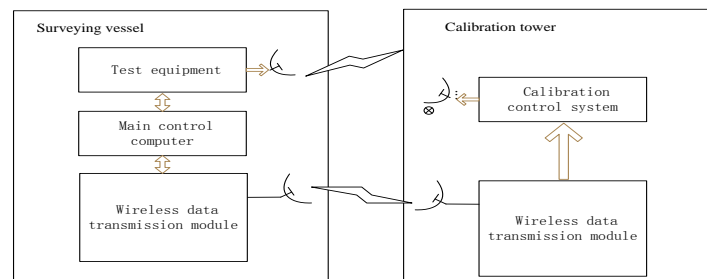 Surveying vessel
Test equipment
Main control
computer
Wireless data
transmission module
Calibration tower
Calibration
control system
Wireless data
transmission module